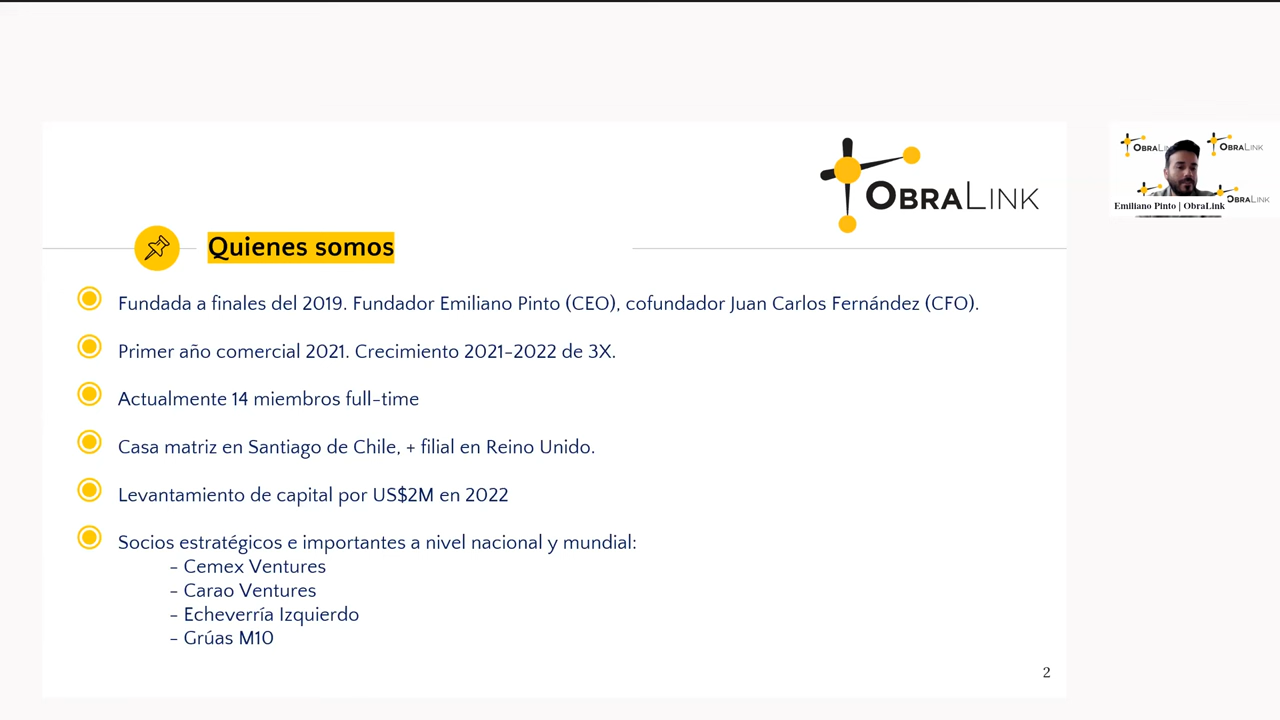 OBRALINK
Quienes somos
Fundada a finales del 2019. Fundador Emiliano Pinto (CEO), cofundador Juan Carlos Fernández (CFO).
Primer año comercial 2021. Crecimiento 2021-2022 de 3X.
Actualmente 14 miembros full-time
Casa matriz en Santiago de Chile, + filial en Reino Unido.
Levantamiento de capital por US$2M en 2022
Socios estratégicos e importantes a nivel nacional y mundial:
- Cemex Ventures
- Carao Ventures
- Echeverría Izquierdo
- Grúas M10
2
OBRALI
OBRALINK
OBRALINK
Emiliano Pinto | ObraLink